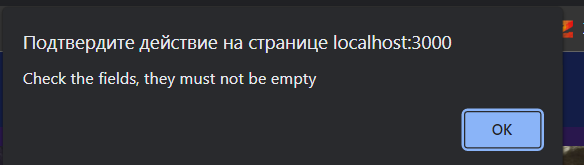 Подтвердите действие на странице localhost:3000
Check the fields, they must not be empty
OK